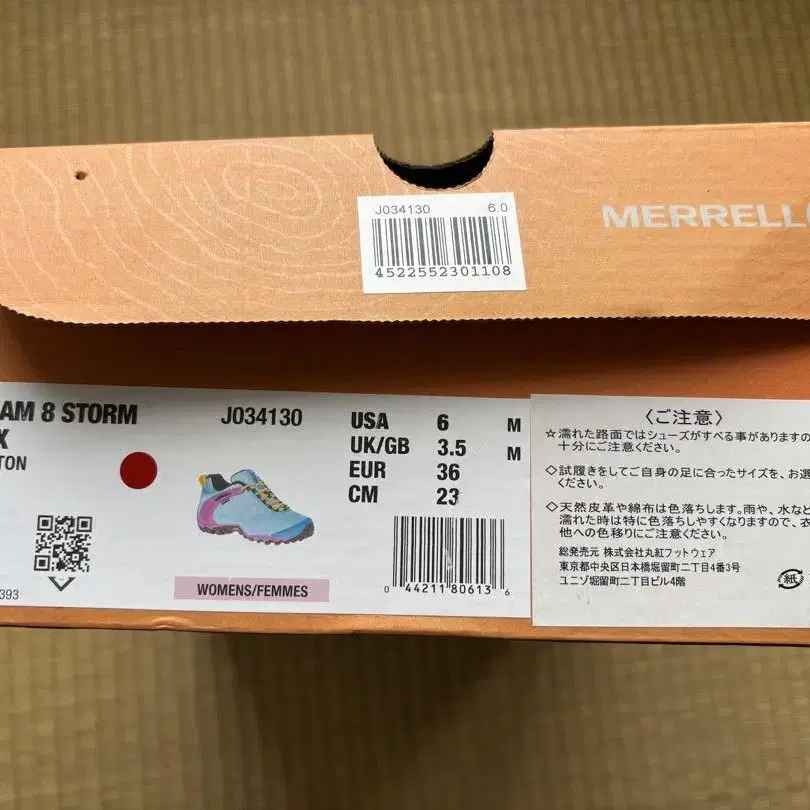 J034130 6.0
4522552301108
MERRELL
AM 8 STORM
X
TON
J034130
USA 6 M
UK/GB 3.5 M
EUR 36
CM 23
393
WOMENS/FEMMES
0 44211 80613 6
〈ご注意〉
☆濡れた路面ではシューズがすべる事がありますの
十分にご注意ください。
◇試履きをしてご自身の足に合ったサイズを、お選
ください。
◇天然皮革や綿布は色落ちします。雨や、水など
濡れた時は特に色落ちしやすくなりますので、
他への色移りにご注意ください。
総発売元 株式会社丸紅フットウェア
東京都中央区日本橋堀留町二丁目4番3号
ユニゾ堀留町二丁目ビル4階
紙